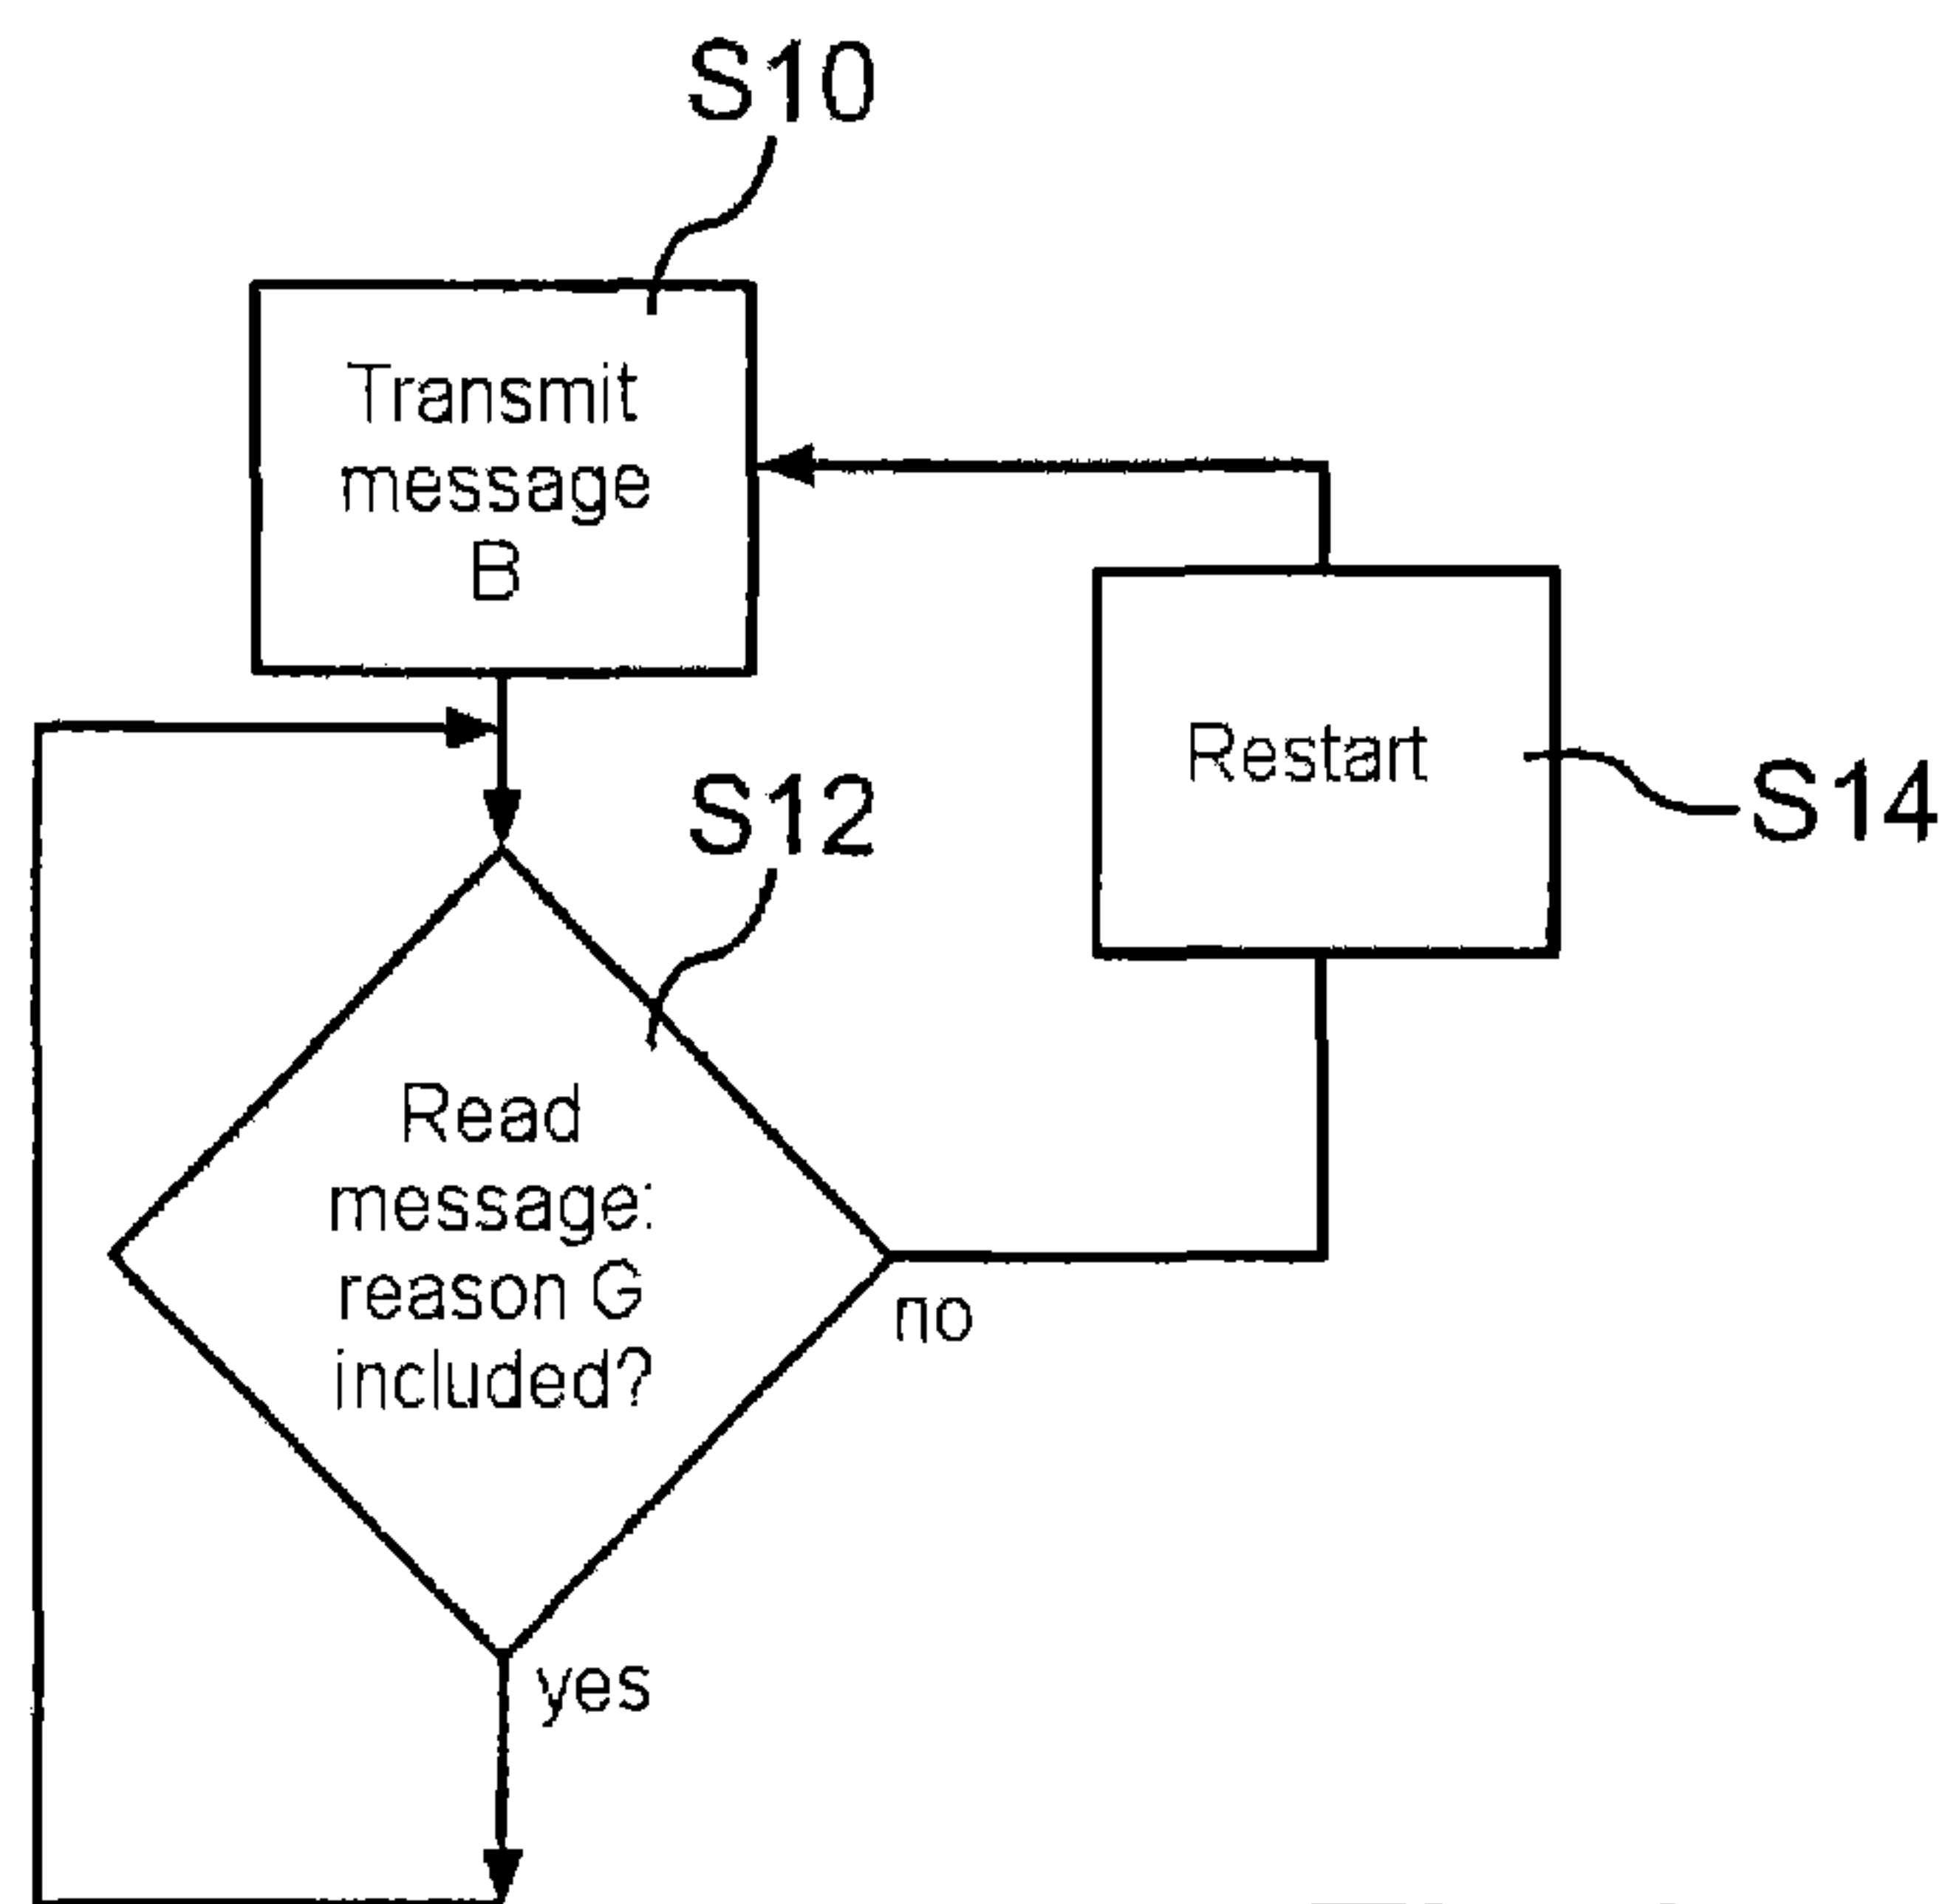 S10
Transmit
message
B
Restart
S14
S12
Read
message:
reason G
included?
no
yes